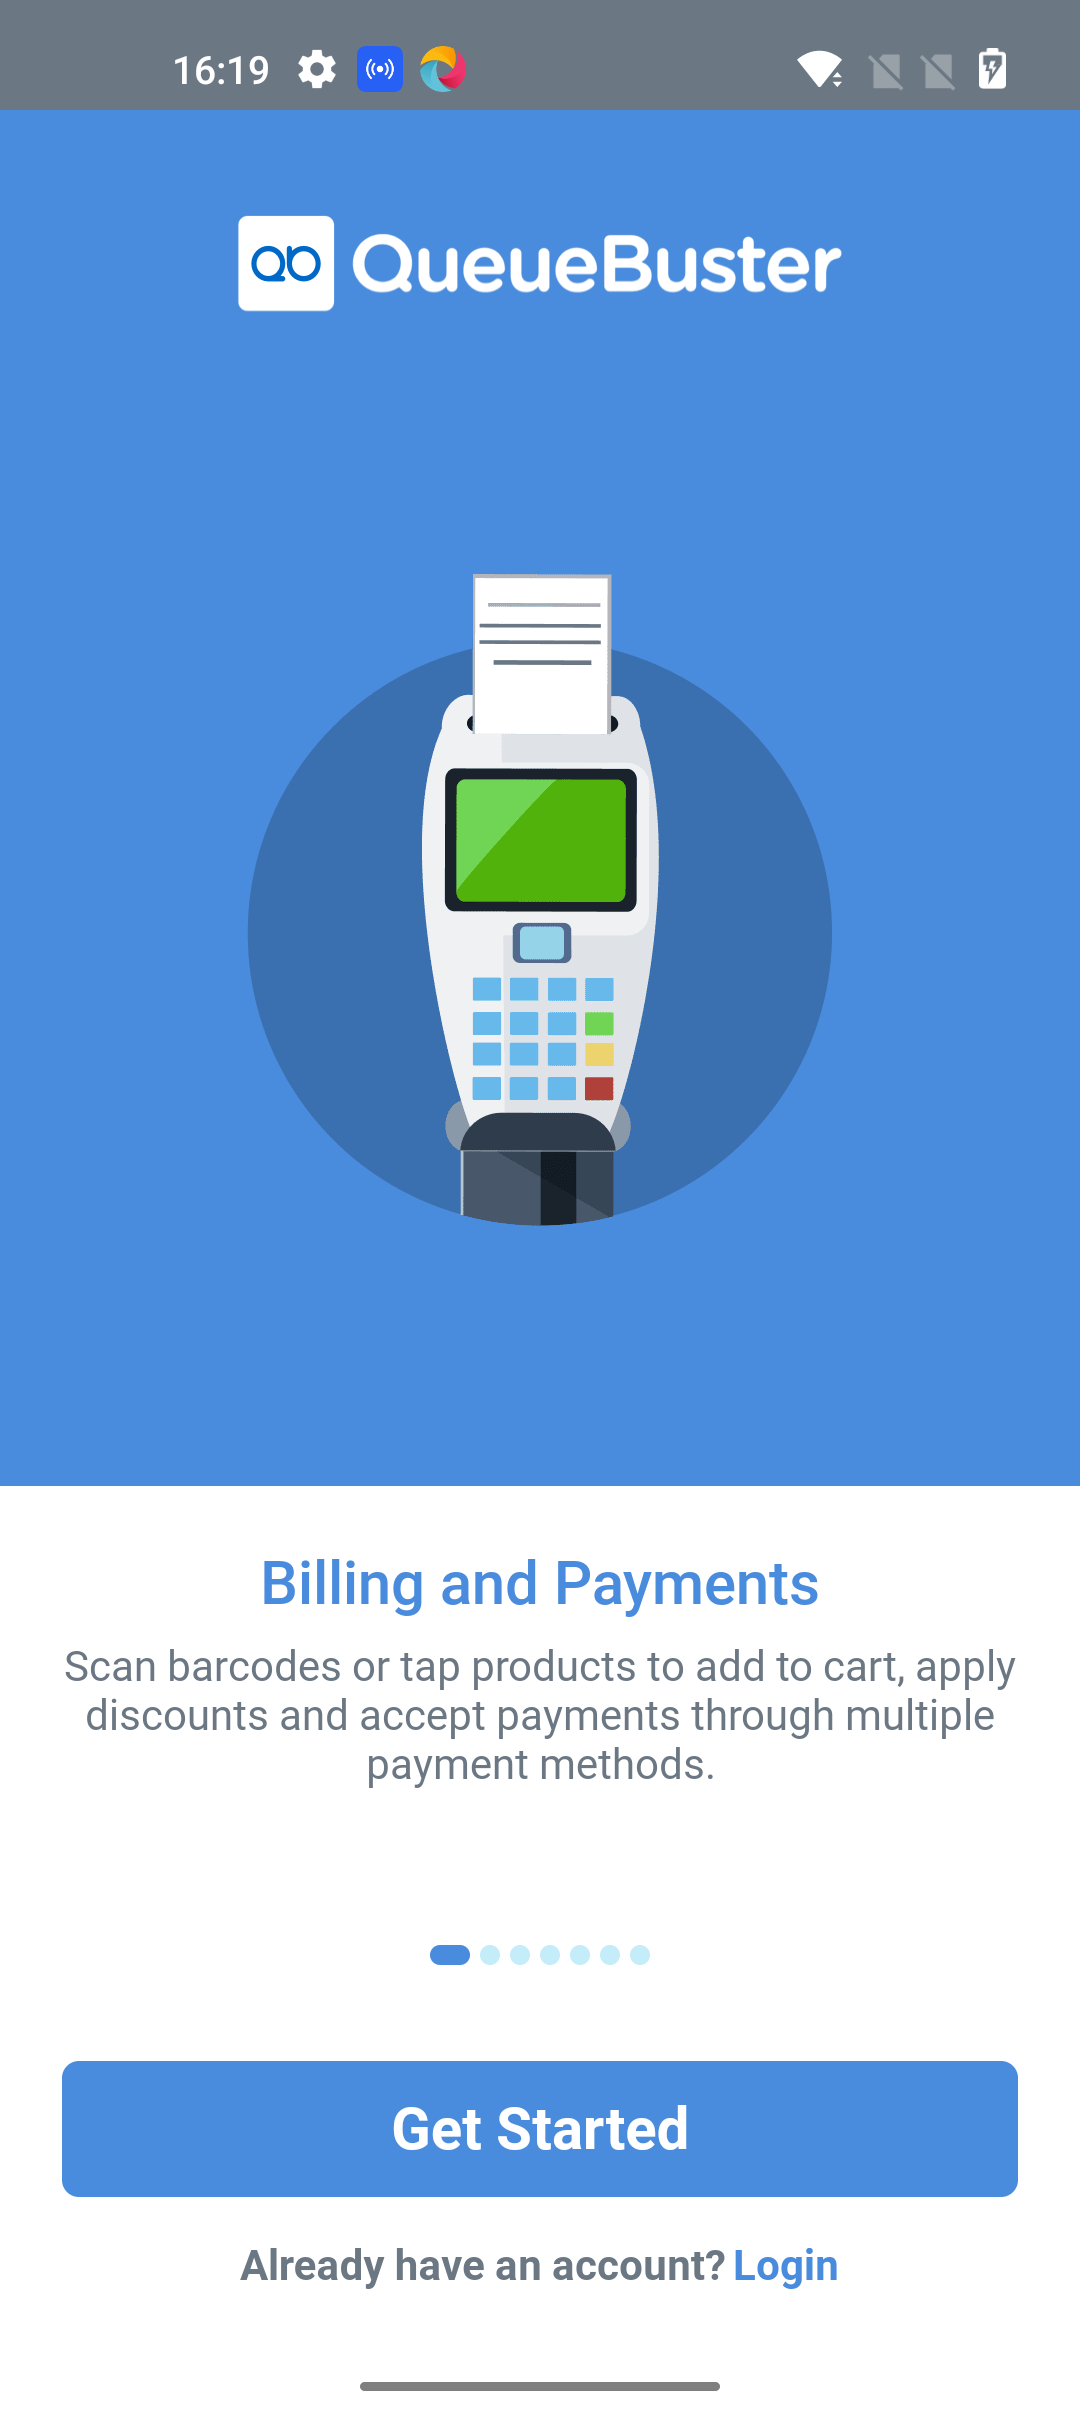 16:19
QueueBuster
Billing and Payments
Scan barcodes or tap products to add to cart, apply
discounts and accept payments through multiple
payment methods.
Get Started
Already have an account? Login